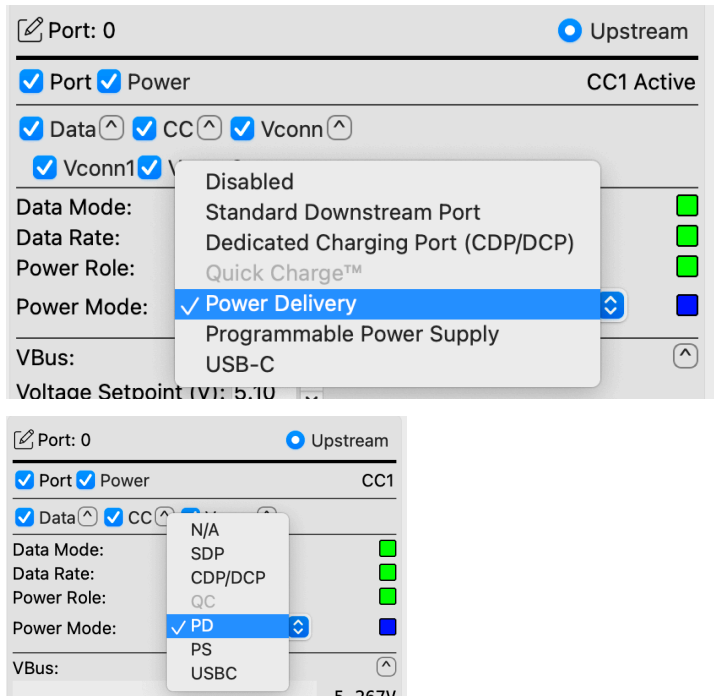 Port: 0 Upstream
Port Power CC1 Active
Data CC Vconn
Vconn1
Disabled
Standard Downstream Port
Data Mode:
Data Rate:
Dedicated Charging Port (CDP/DCP)
Power Role:
Quick Charge™
Power Mode:
Power Delivery
Programmable Power Supply
VBus:
USB-C
Voltage Setpoint (V): 5.10
Port: 0 Upstream
Port Power CC1
Data CC
N/A
Data Mode:
SDP
Data Rate:
CDP/DCP
Power Role:
QC
Power Mode:
PD
PS
VBus:
USBC
5.267V